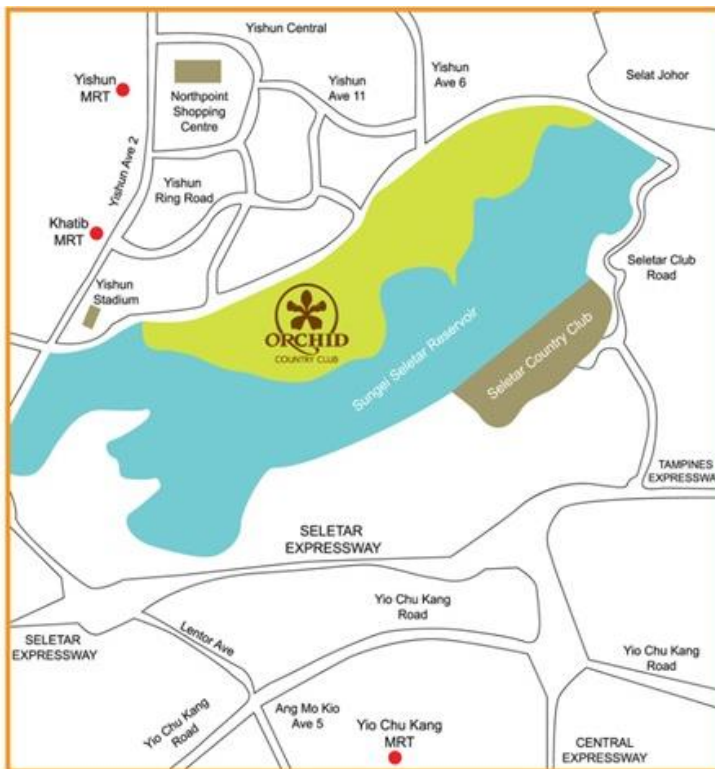 Yishun Central
Yishun
MRT
Northpoint
Shopping
Centre
Yishun
Ave 11
Yishun
Ave 6
Selat Johor
Yishun Ave 2
Yishun
Ring Road
Khatib
MRT
Yishun
Stadium
ORCHID
COUNTRY CLUB
Sungei Seletar Reservoir
Seletar Country Club
Seletar Club
Road
TAMPINES
EXPRESSWAY
SELETAR
EXPRESSWAY
SELETAR
EXPRESSWAY
Lentor Ave
Yio Chu Kang
Road
Yio Chu Kang
Road
Yio Chu Kang
Road
Ang Mo Kio
Ave 5
Yio Chu Kang
MRT
CENTRAL
EXPRESSWAY